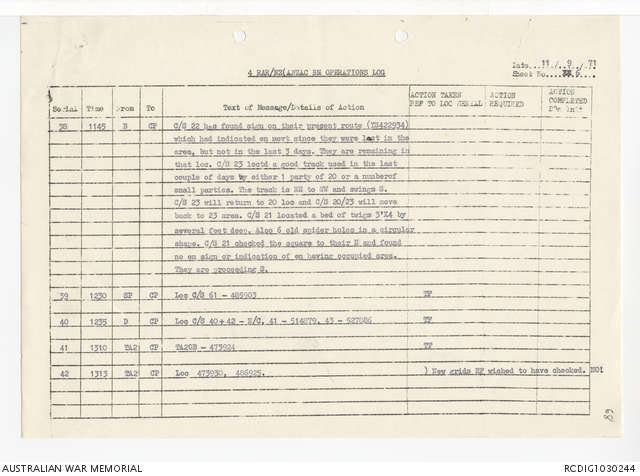 4 RAR/NZ(ANZAC BN OPERATIONS LOG
Date...11../..9../..71
Sheet No....6....
Serial Time From To Text of Message/Details of Action ACTION TAKEN REF TO LOG SERIAL ACTION REQUIRED ACTION COMPLETED
38 1145 B CP C/S 22 has found sign on their present route (YS422934)
which had indicated en movt since they were last in the
area, but not in the last 3 days. They are remaining in
that loc. C/S 23 loctd a good track used in the last
couple of days by either 1 party of 20 or a numberof
small parties. The track is NE to SW and swings S.
C/S 23 will return to 20 loc and C/S 20/23 will move
back to 23 area. C/S 21 located a bed of twigs 3'X4 by
several feet deep. Also 6 old spider holes in a circular
shape. C/S 21 checked the square to their N and found
no en sign or indication of en having occupied area.
They are proceeding S.
39 1230 SP CP Loc C/S 61 - 489903 TP
40 1235 D CP Loc C/S 40+42 - N/C, 41 - 514879, 43 - 527886 TP
41 1310 TA2 CP TA20B - 473924 TP
42 1313 TA2 CP Loc 473930, 486925. ) New grids wished to have checked. NO1
89
AUSTRALIAN WAR MEMORIAL
RCDIG1030244